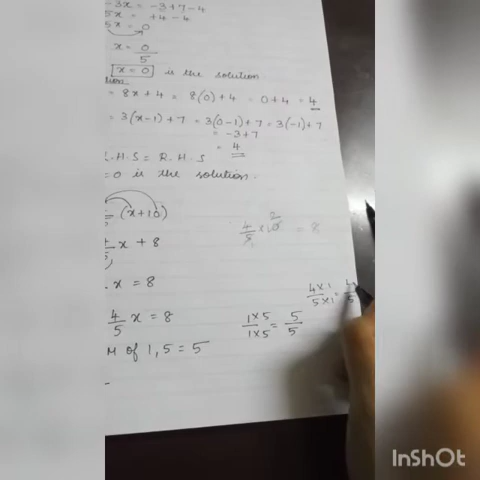 -3x = -3+7-4
5x = +4-4
5x = 0
x = 0/5
x = 0 is the solution
= 8x+4 = 8(0)+4 = 0+4 = 4
= 3(x-1)+7 = 3(0-1)+7 = 3(-1)+7
= -3+7
= 4
L.H.S = R.H.S
=0 is the solution.
(x+10)
4/5 × 10 2 = 8
x + 8
x = 8
4×1/5×1 = 4/5
4/5 x = 8
1×5/1×5 = 5/5
M of 1, 5 = 5
InShOt